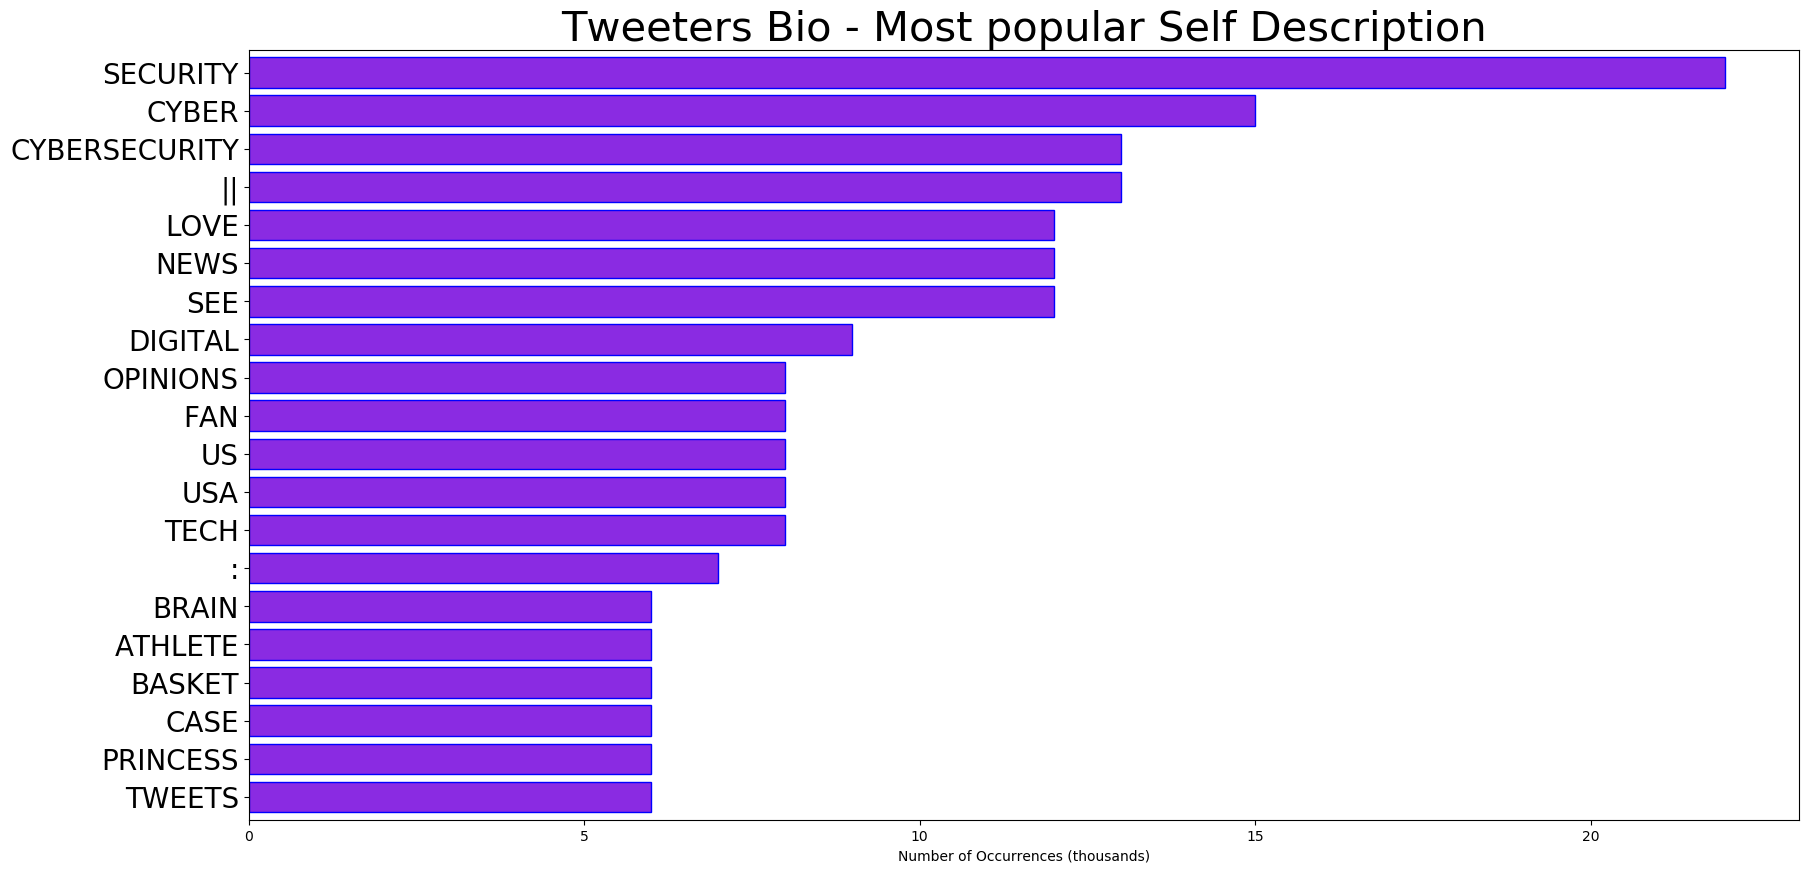 Tweeters Bio - Most popular Self Description
SECURITY
CYBER
CYBERSECURITY
||
LOVE
NEWS
SEE
DIGITAL
OPINIONS
FAN
US
USA
TECH
:
BRAIN
ATHLETE
BASKET
CASE
PRINCESS
TWEETS
0 5 10 15 20
Number of Occurrences (thousands)